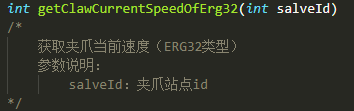 int getClawCurrentSpeedOfErg32(int salveId)
/*
获取夹爪当前速度（ERG32类型）
参数说明：
salveId：夹爪站点id
*/